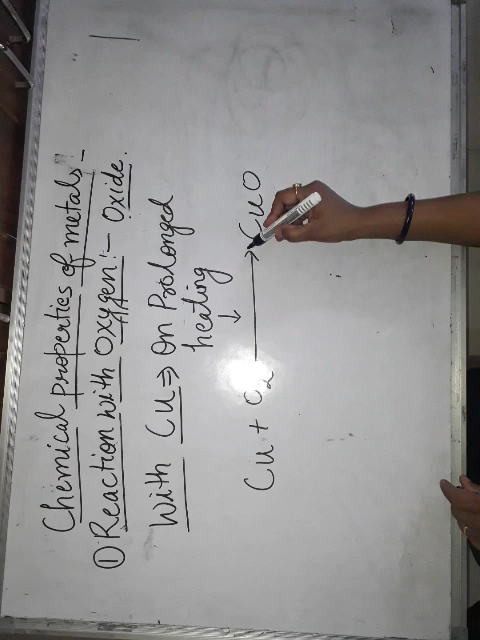 Chemical properties of metals:-
① Reaction with Oxygen:- Oxide.
With Cu ⇒ On Prolonged
heating
↓
Cu + O₂ → CuO